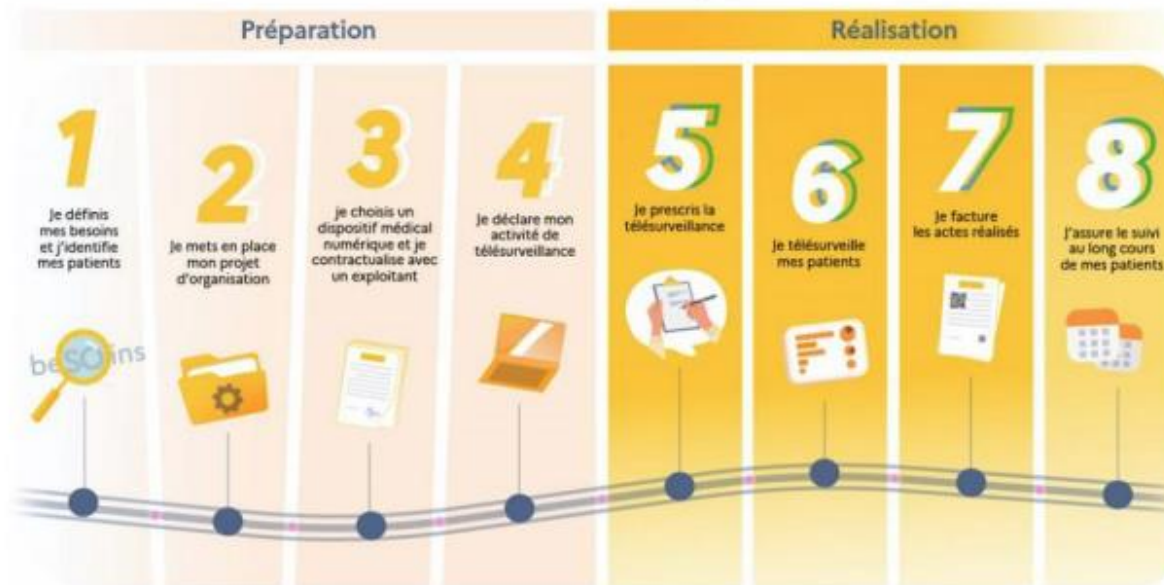 Préparation
Réalisation
1
Je définis
mes besoins
et j'identifie
mes patients
beSOins
2
Je mets en place
mon projet
d'organisation
3
je choisis un
dispositif médical
numérique et je
contractualise avec
un exploitant
4
Je déclare mon
activité de
télésurveillance
5
Je prescris la
télésurveillance
6
Je télésurveille
mes patients
7
Je facture
les actes réalisés
8
J'assure le suivi
au long cours
de mes patients